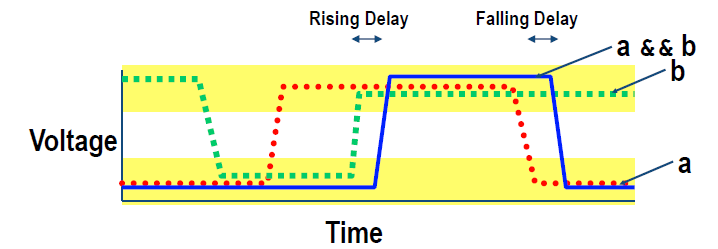 Rising Delay
Falling Delay
a && b
b
Voltage
a
Time